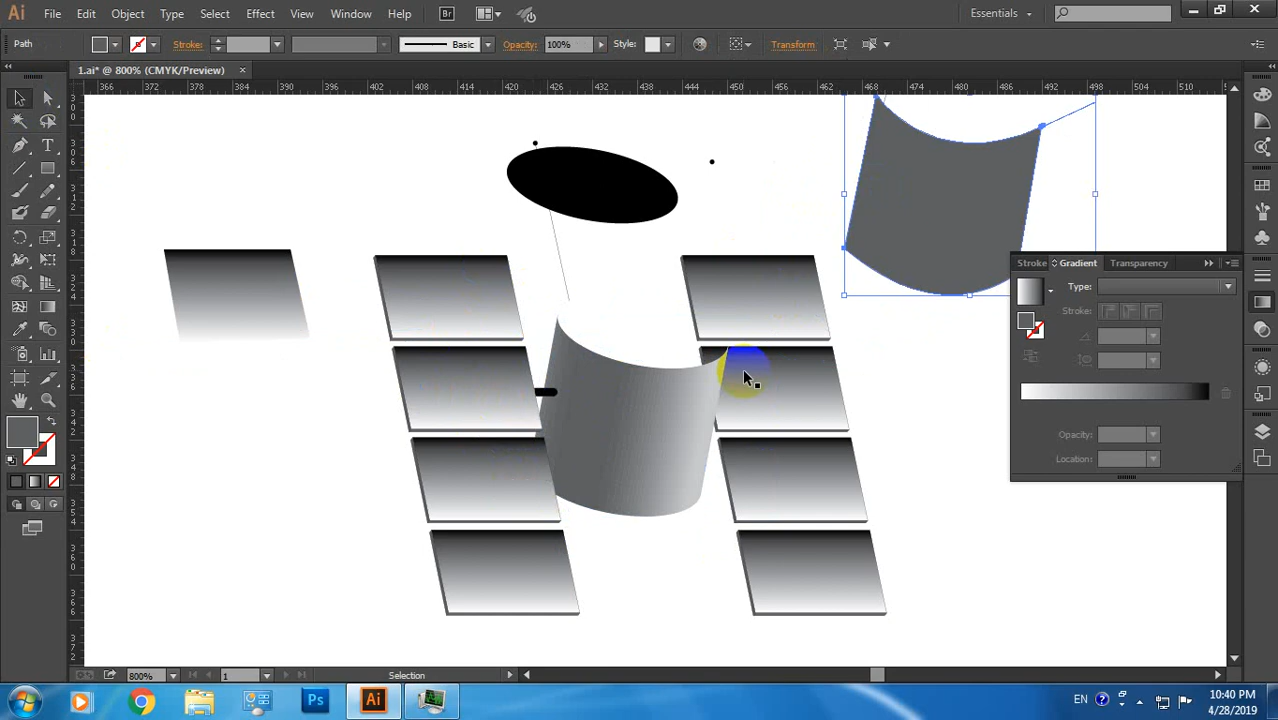 Ai File Edit Object Type Select Effect View Window Help Br Essentials
Path Stroke: Basic Opacity: 100% Style: Transform
1.ai* @ 800% (CMYK/Preview)
366 372 378 384 390 396 402 408 414 420 426 432 438 444 450 456 462 468 474 480 486 492 498 504 510
Stroke Gradient Transparency
Type:
Stroke:
Opacity:
Location:
800% 1 Selection
Ps Ai EN 10:40 PM
4/28/2019